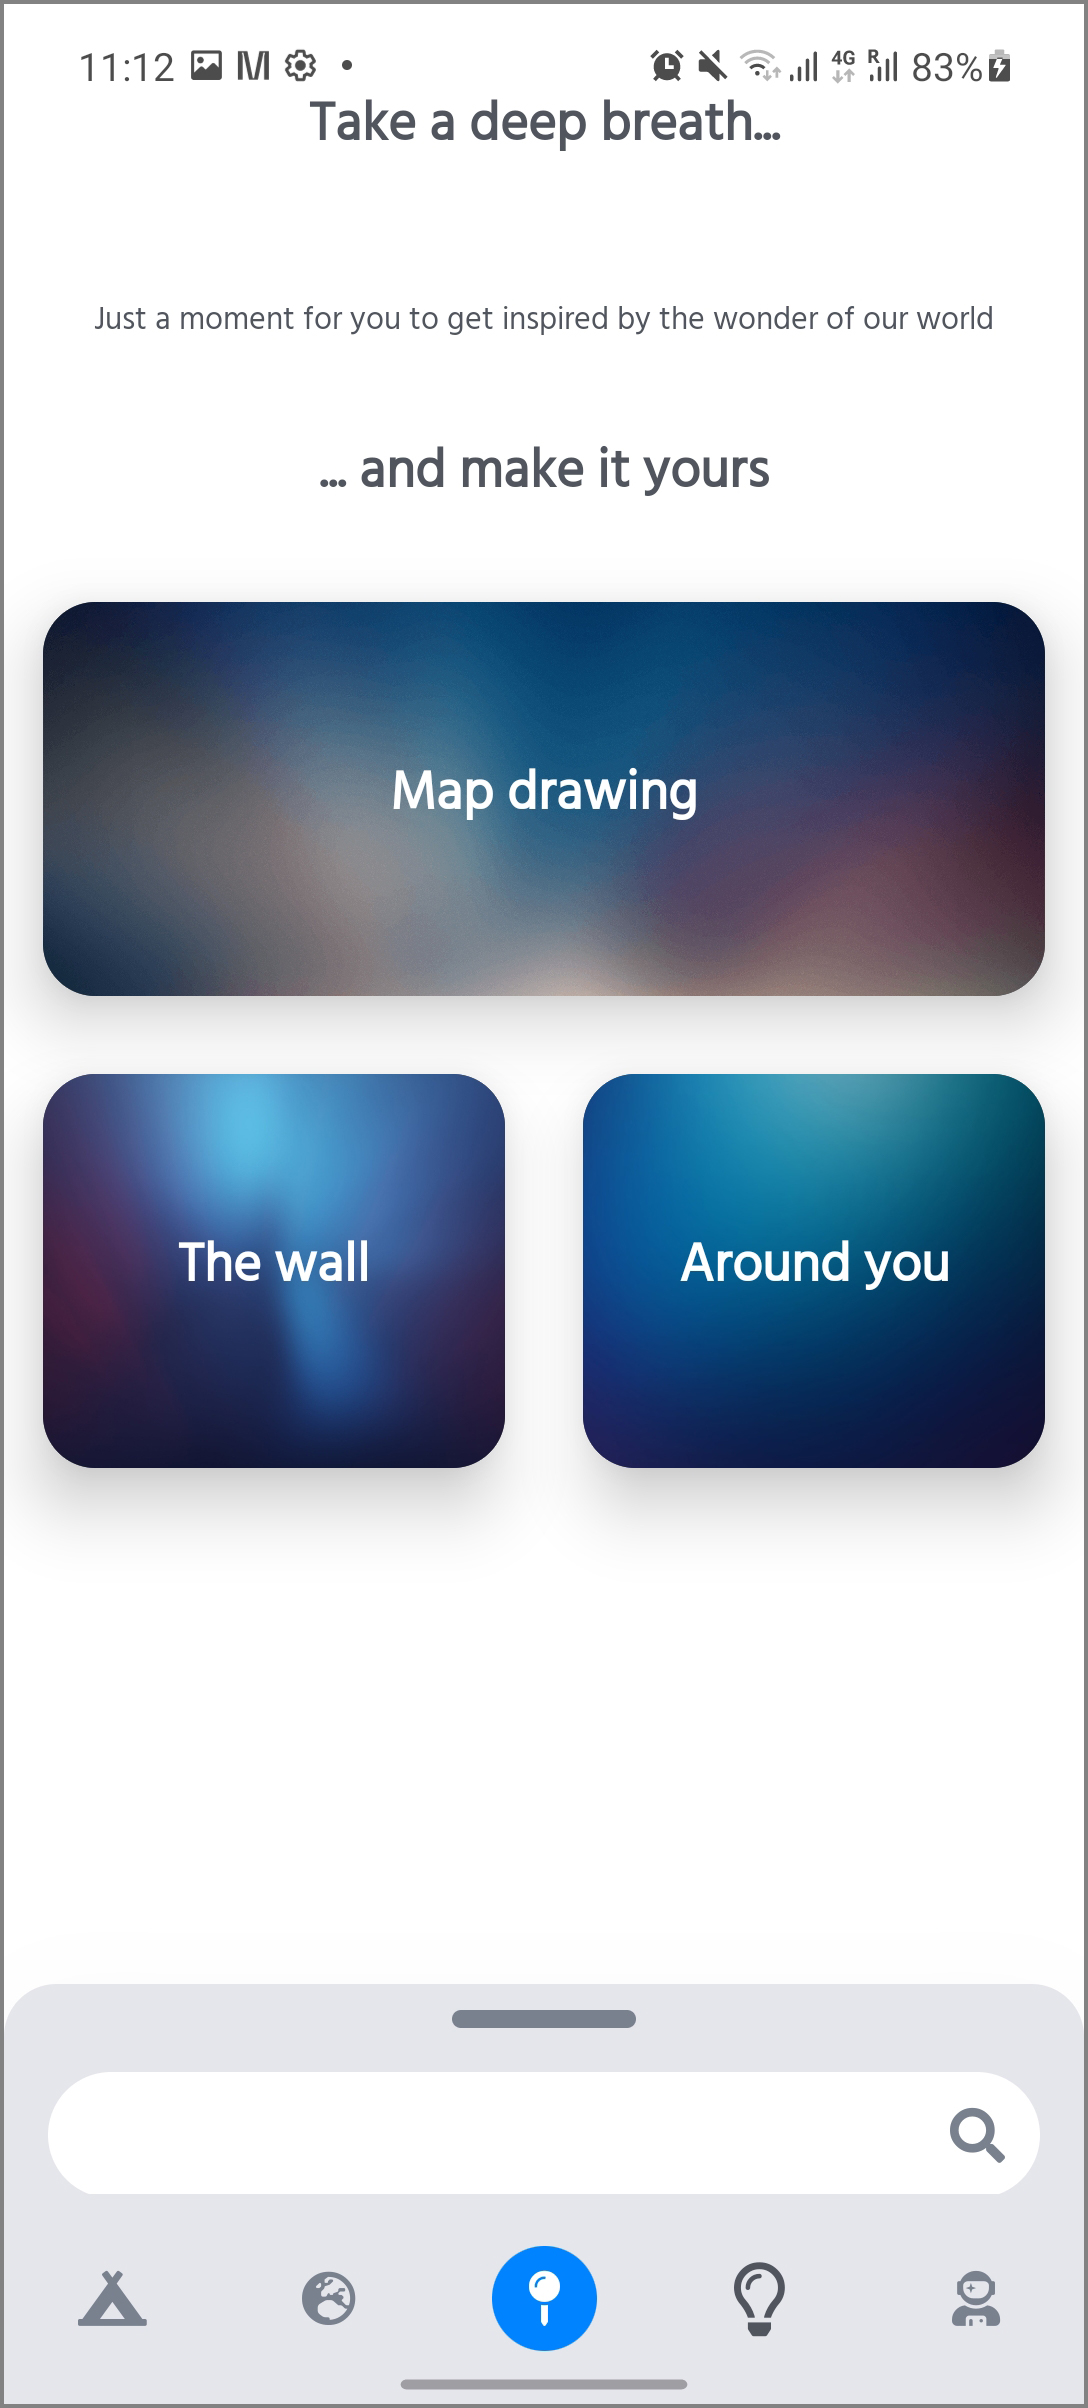 11:12 M 4G R 83%
Take a deep breath...
Just a moment for you to get inspired by the wonder of our world
... and make it yours
Map drawing
The wall
Around you